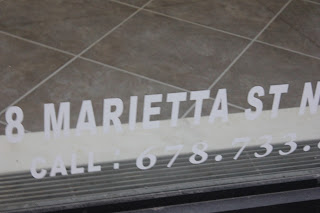 8 MARIETTA ST N
CALL : 678.733.